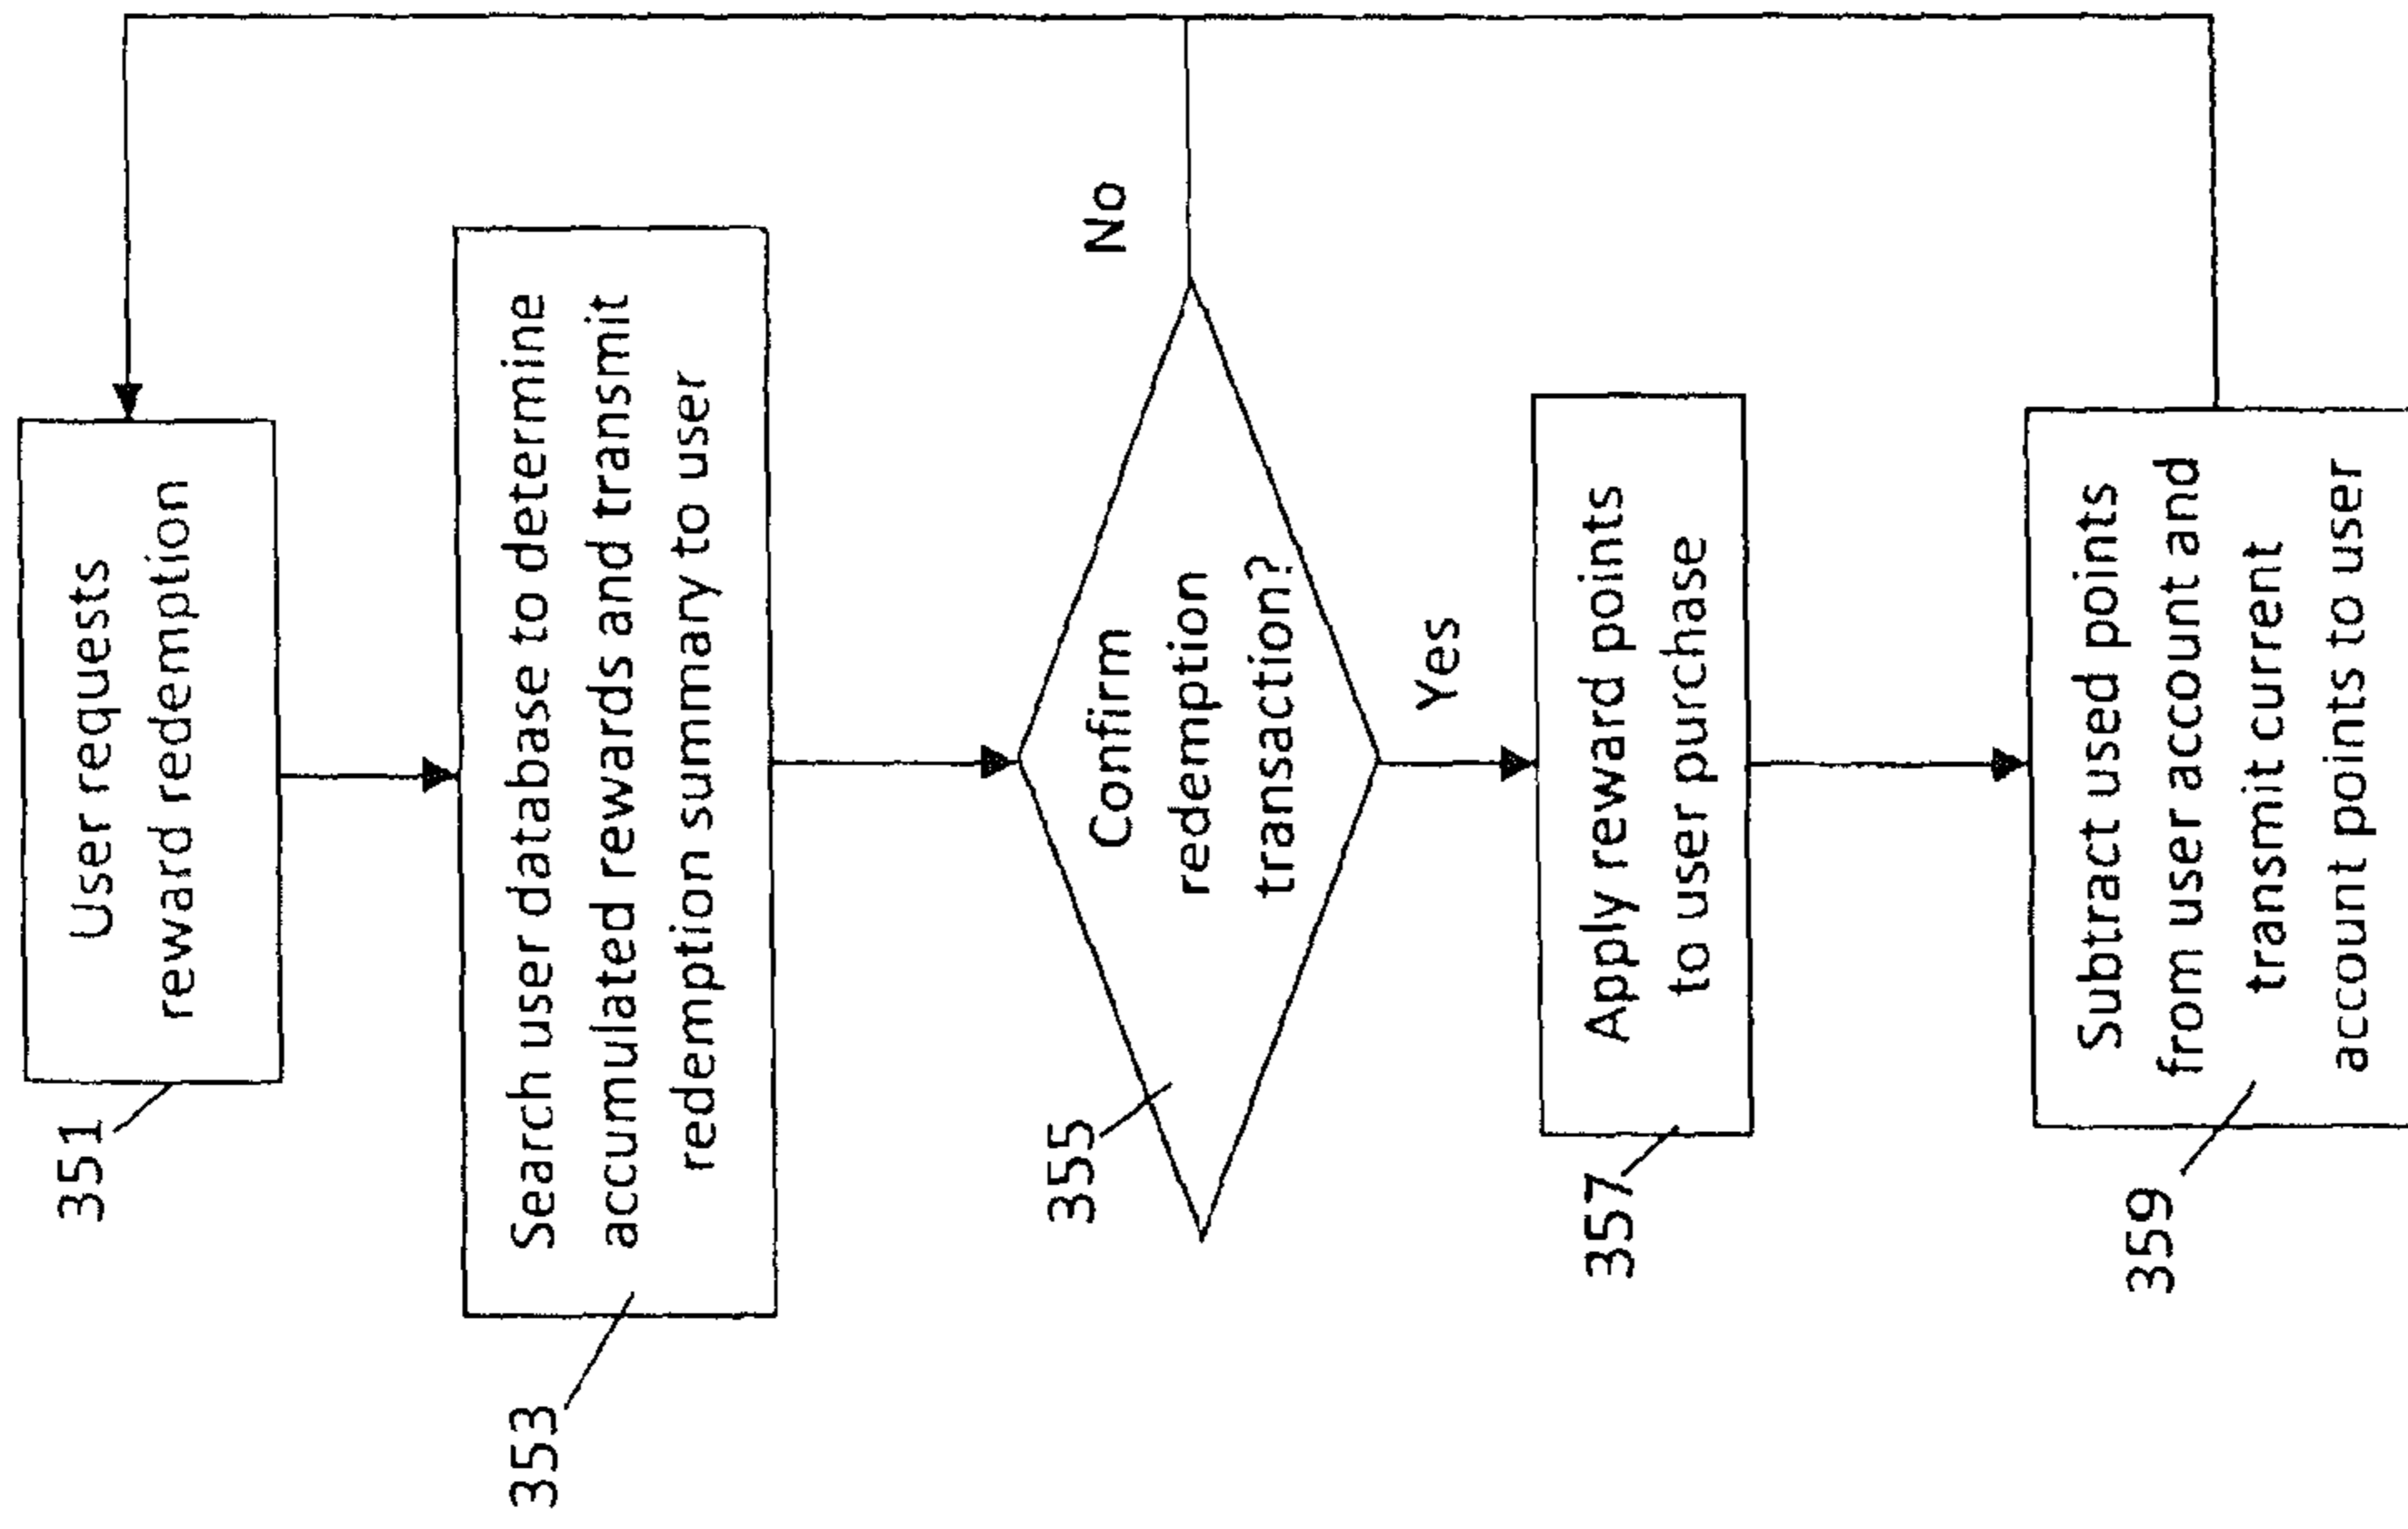 351
User requests
reward redemption
353
Search user database to determine
accumulated rewards and transmit
redemption summary to user
355
Confirm
redemption
transaction?
No
Yes
357
Apply reward points
to user purchase
359
Subtract used points
from user account and
transmit current
account points to user